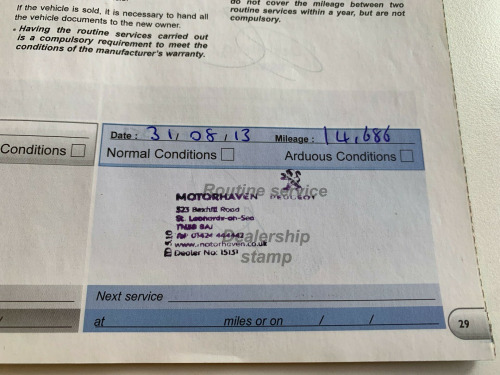 If the vehicle is sold, it is necessary to hand all
the vehicle documents to the new owner.
• Having the routine services carried out
is a compulsory requirement to meet the
conditions of the manufacturer's warranty.
do not cover the mileage between two
routine services within a year, but are not
compulsory.
Conditions
Date: 31, 08, 13 Mileage: 14,686
Normal Conditions Arduous Conditions
Routine service
MOTORHAVEN PEUGEOT
523 Bexhill Road
St. Leonards-on-Sea
TN38 8AJ
Tel: 01424 444442
www.motorhaven.co.uk
Dealer No: 15151
Dealership
stamp
Next service
at miles or on / /
29